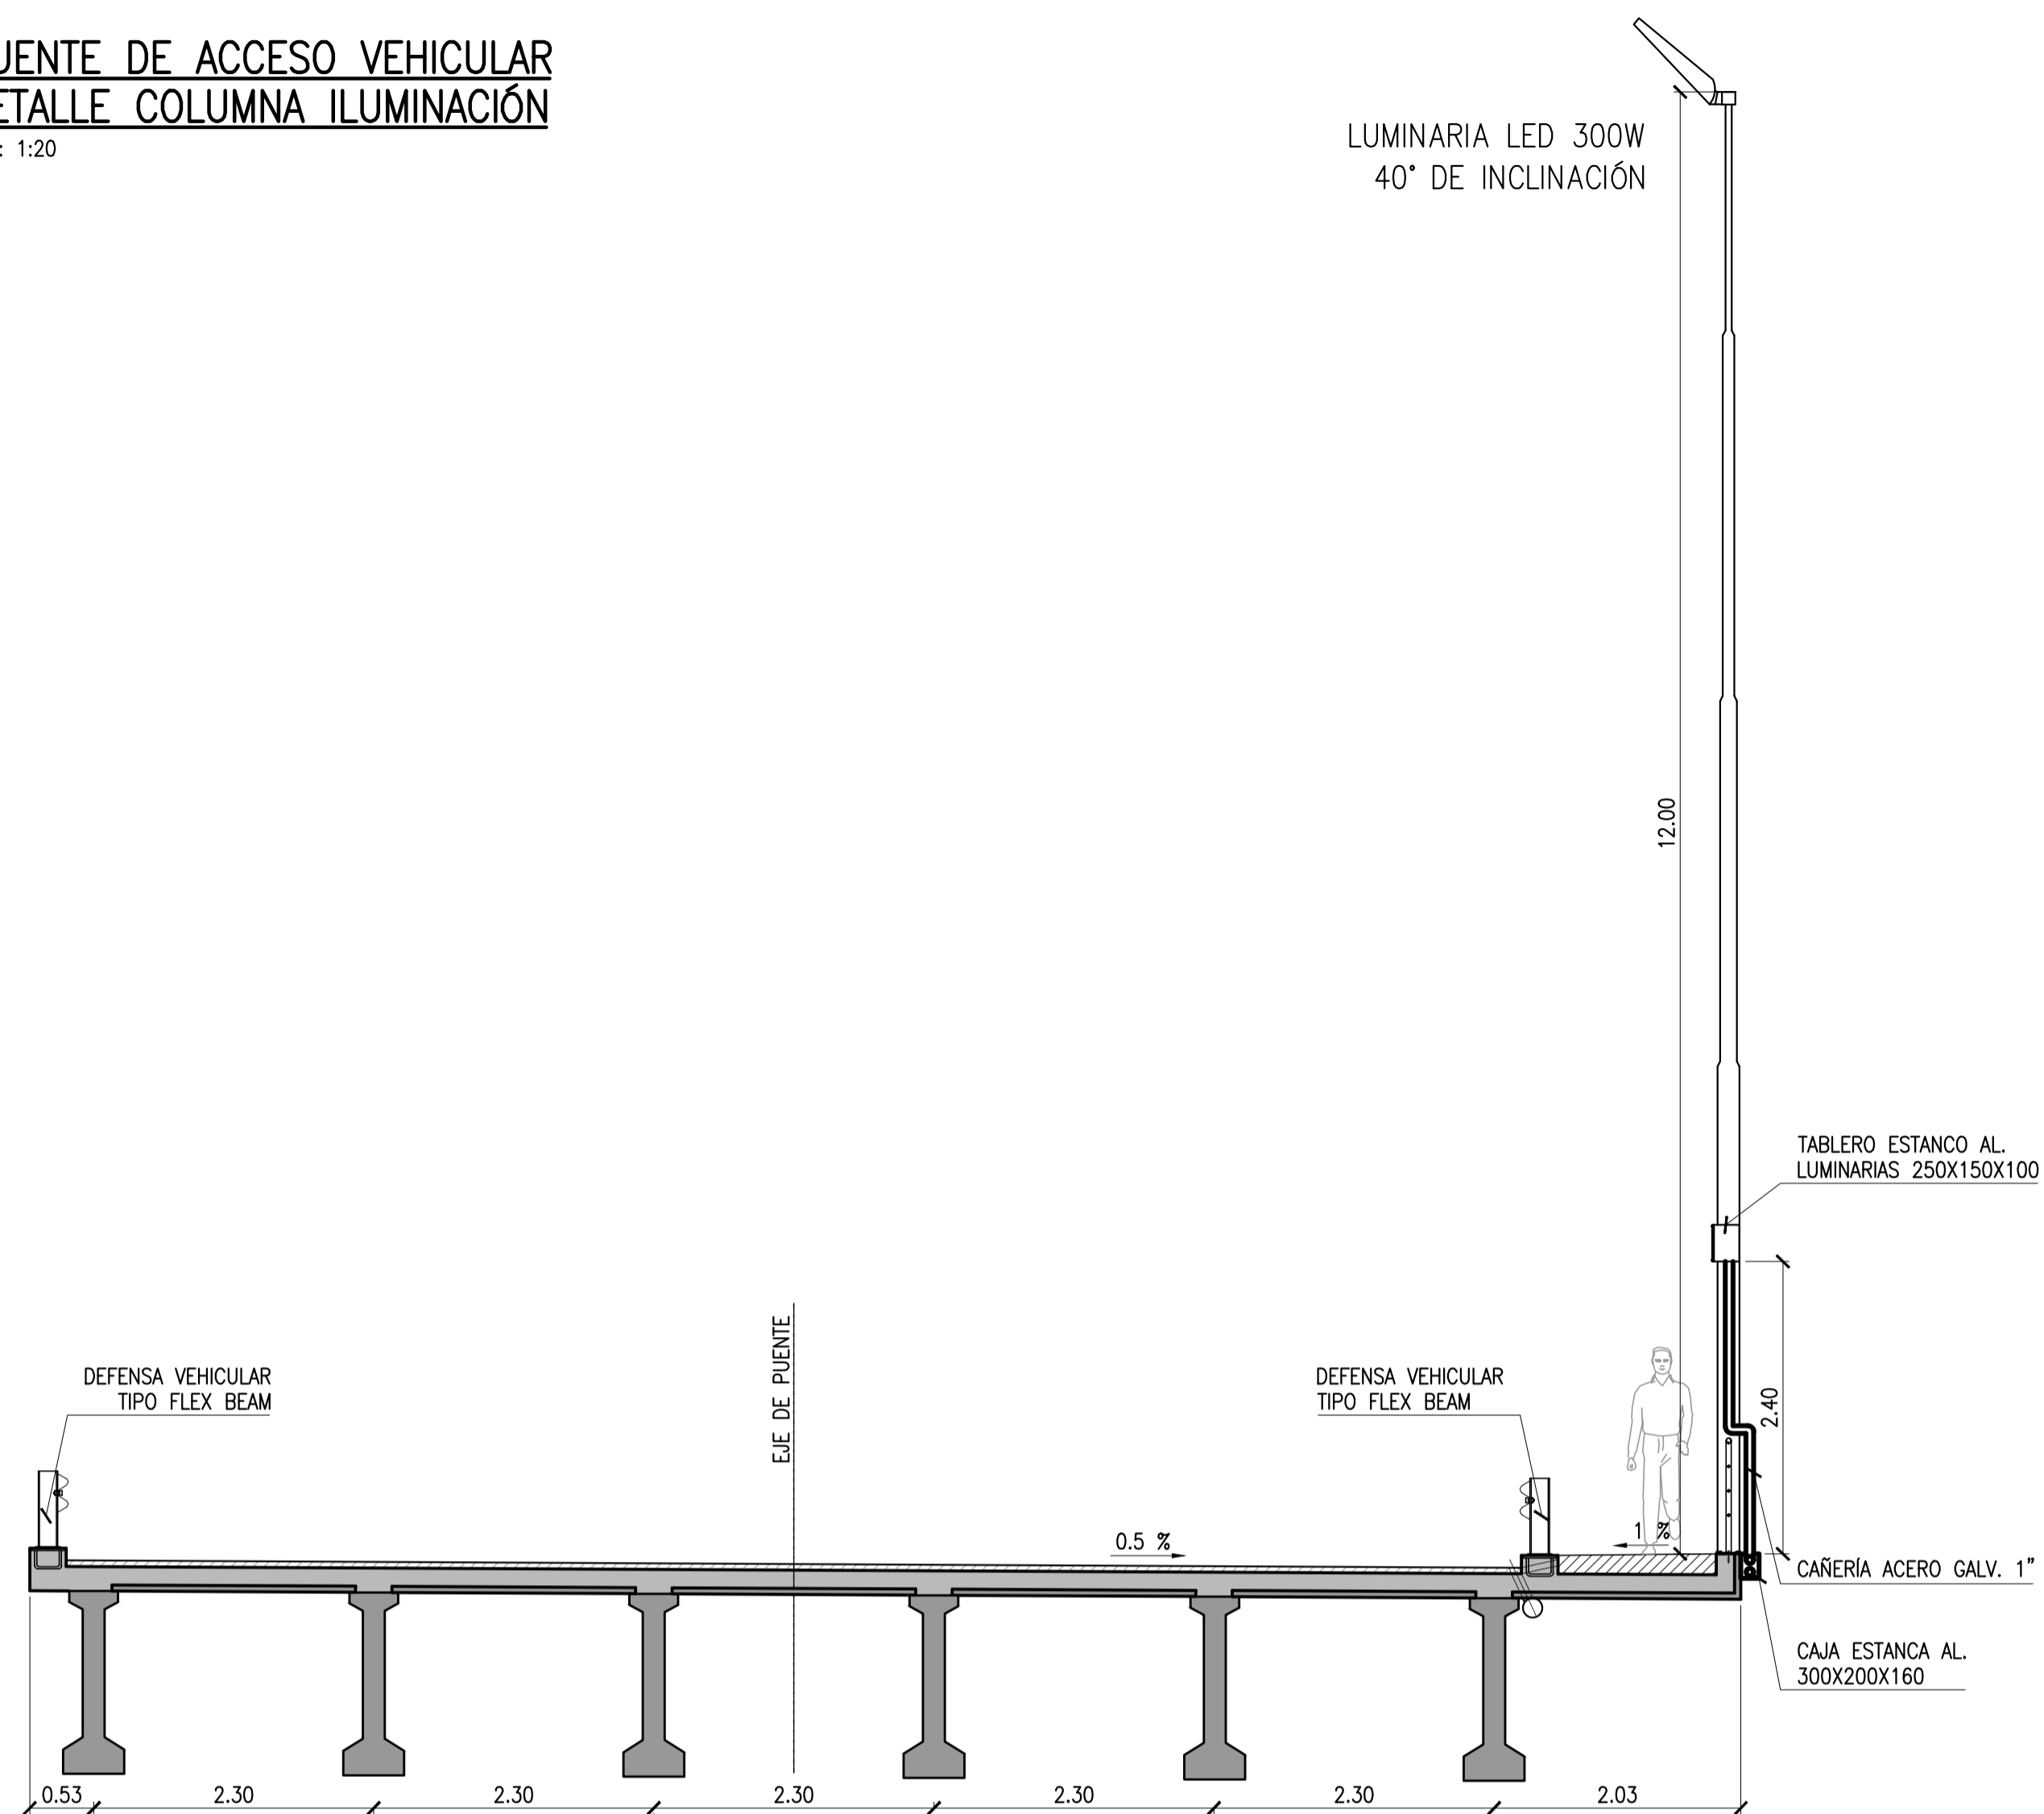 UENTE DE ACCESO VEHICULAR
ETALLE COLUMNA ILUMINACIÓN
: 1:20
LUMINARIA LED 300W
40° DE INCLINACIÓN
12.00
TABLERO ESTANCO AL.
LUMINARIAS 250X150X100
2.40
EJE DE PUENTE
DEFENSA VEHICULAR
TIPO FLEX BEAM
DEFENSA VEHICULAR
TIPO FLEX BEAM
0.5 %
1 %
CAÑERÍA ACERO GALV. 1”
CAJA ESTANCA AL.
300X200X160
0.53 2.30 2.30 2.30 2.30 2.30 2.03